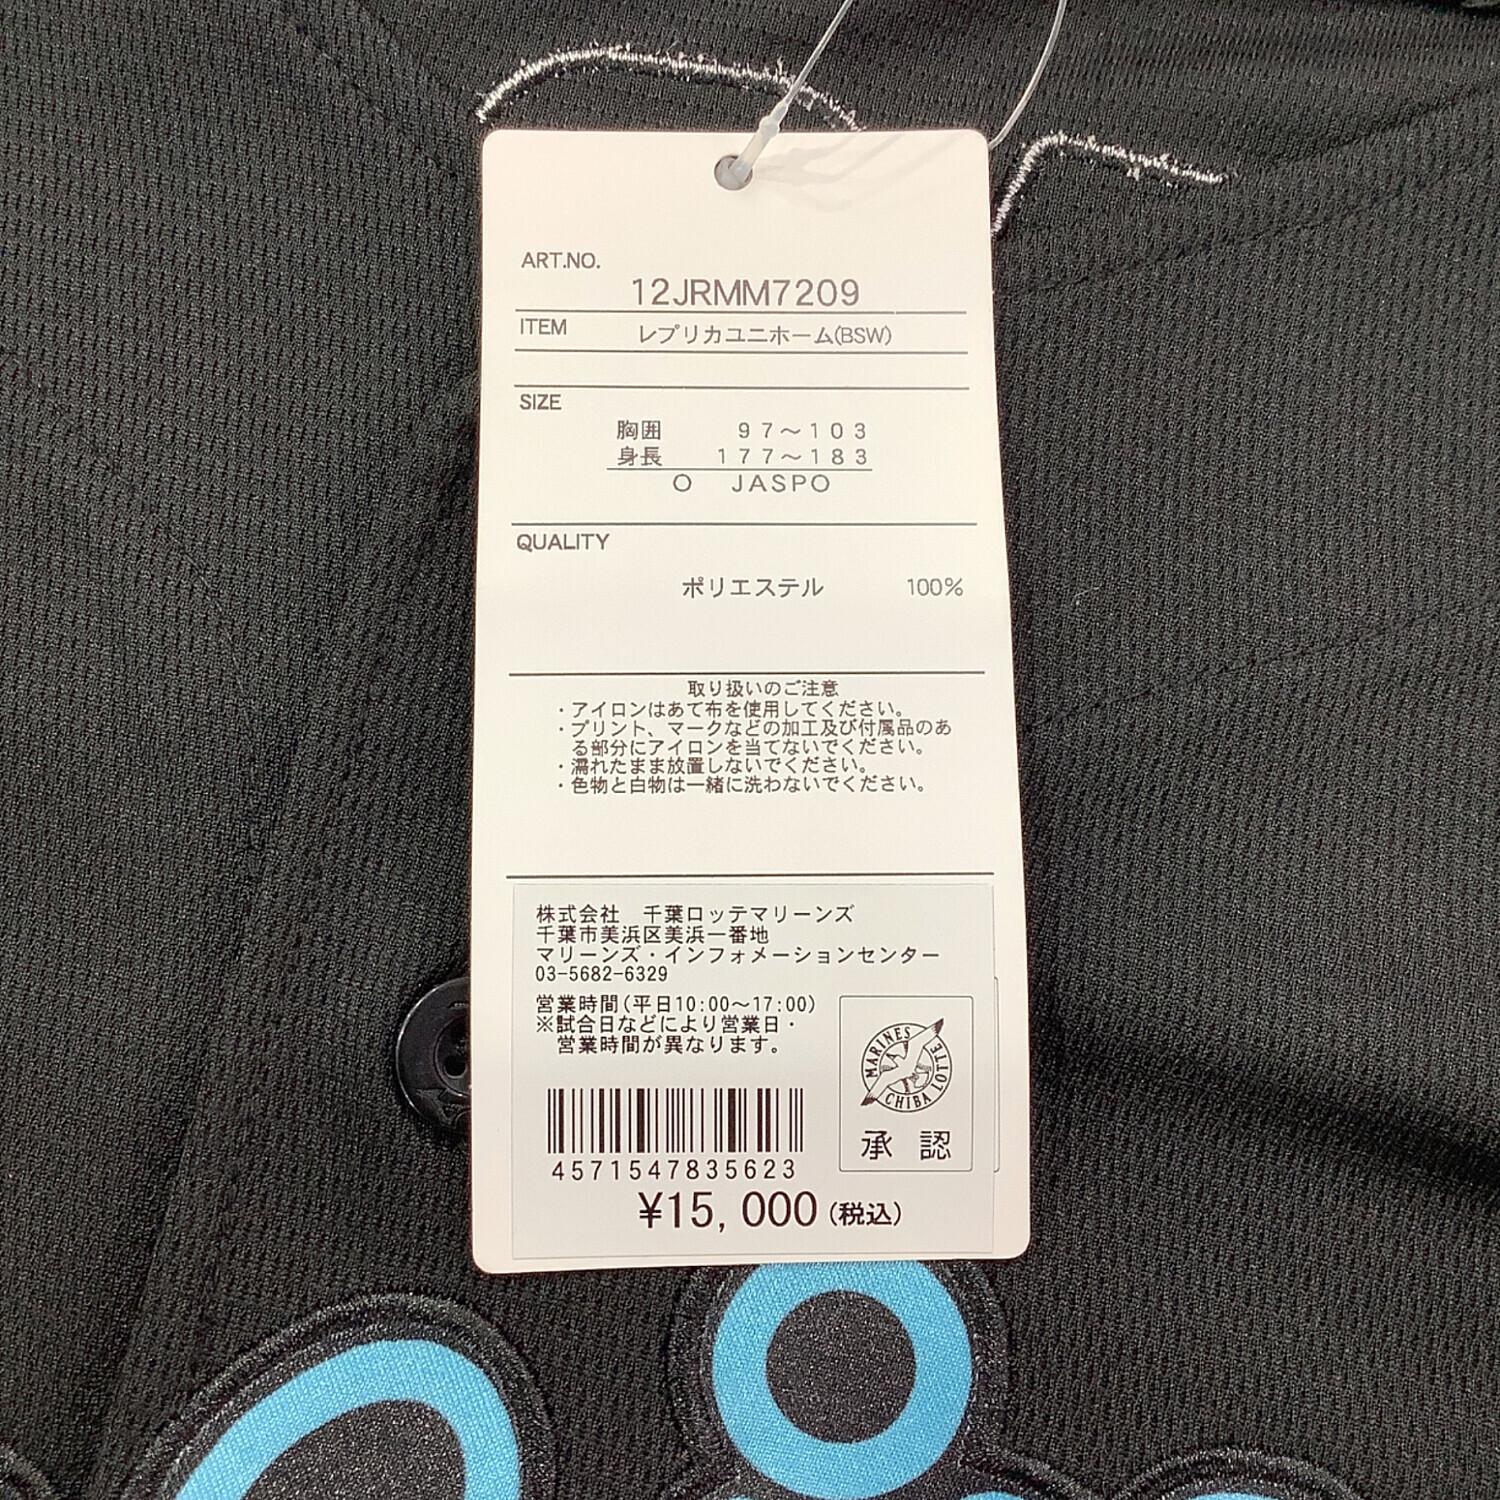 ART.NO.
12JRMM7209
ITEM
レプリカユニホーム(BSW)
SIZE
胸囲 97～103
身長 177～183
O JASPO
QUALITY
ポリエステル 100%
取り扱いのご注意
・アイロンはあて布を使用してください。
・プリント、マークなどの加工及び付属品のあ
る部分にアイロンを当てないでください。
・濡れたまま放置しないでください。
・色物と白物は一緒に洗わないでください。
株式会社 千葉ロッテマリーンズ
千葉市美浜区美浜一番地
マリーンズ・インフォメーションセンター
03-5682-6329
営業時間(平日10:00～17:00)
※試合日などにより営業日・
営業時間が異なります。
MARINES
CHIBA LOTTE
承認
4571547835623
¥15,000(税込)